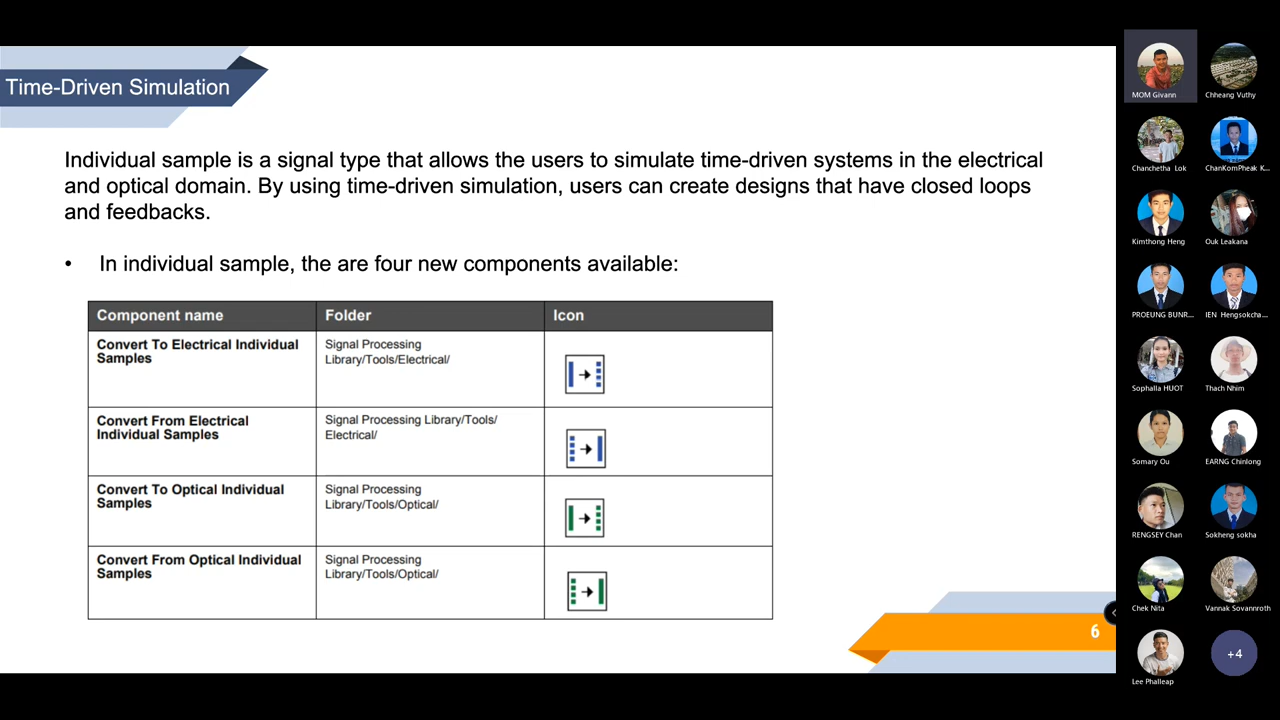 Time-Driven Simulation
Individual sample is a signal type that allows the users to simulate time-driven systems in the electrical
and optical domain. By using time-driven simulation, users can create designs that have closed loops
and feedbacks.
• In individual sample, the are four new components available:
Component name Folder Icon
Convert To Electrical Individual
Samples
Signal Processing
Library/Tools/Electrical/
Convert From Electrical
Individual Samples
Signal Processing Library/Tools/
Electrical/
Convert To Optical Individual
Samples
Signal Processing
Library/Tools/Optical/
Convert From Optical Individual
Samples
Signal Processing
Library/Tools/Optical/
6
MOM Givann
Chheang Vuthy
Chanchetha Lok
ChanKomPheak K...
Kimthong Heng
Ouk Leakana
PROEUNG BUNR...
IEN Hengsokcha...
Sophalla HUOT
Thach Nhim
Somary Ou
EARNG Chinlong
RENGSEY Chan
Sokheng sokha
Chek Nita
Vannak Sovannroth
Lee Phalleap
+4